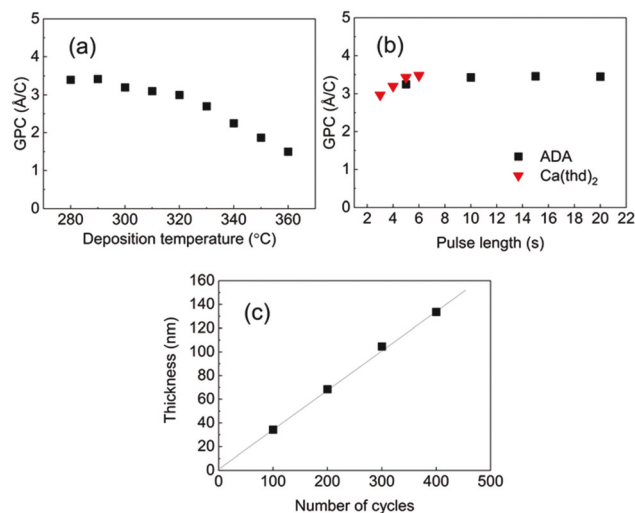 (a)
GPC (Å/C)
5
4
3
2
1
0
280 300 320 340 360
Deposition temperature (°C)
(b)
GPC (Å/C)
5
4
3
2
1
0
ADA
Ca(thd)₂
2 4 6 8 10 12 14 16 18 20 22
Pulse length (s)
(c)
Thickness (nm)
160
140
120
100
80
60
40
20
0
0 100 200 300 400 500
Number of cycles